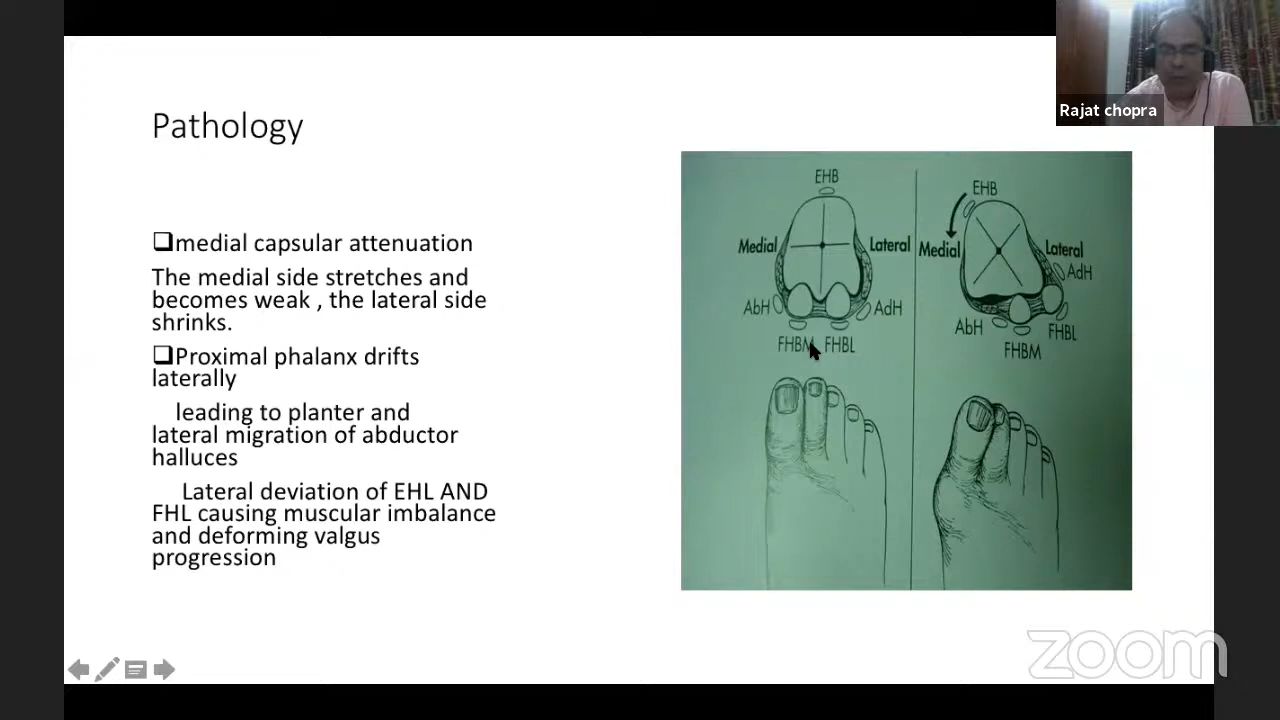 Rajat chopra
Pathology
❑medial capsular attenuation
The medial side stretches and
becomes weak , the lateral side
shrinks.
❑Proximal phalanx drifts
laterally
leading to planter and
lateral migration of abductor
halluces
Lateral deviation of EHL AND
FHL causing muscular imbalance
and deforming valgus
progression
EHB
Medial
Lateral
AbH
AdH
FHBM
FHBL
EHB
Medial
Lateral
AdH
AbH
FHBL
FHBM
zoom